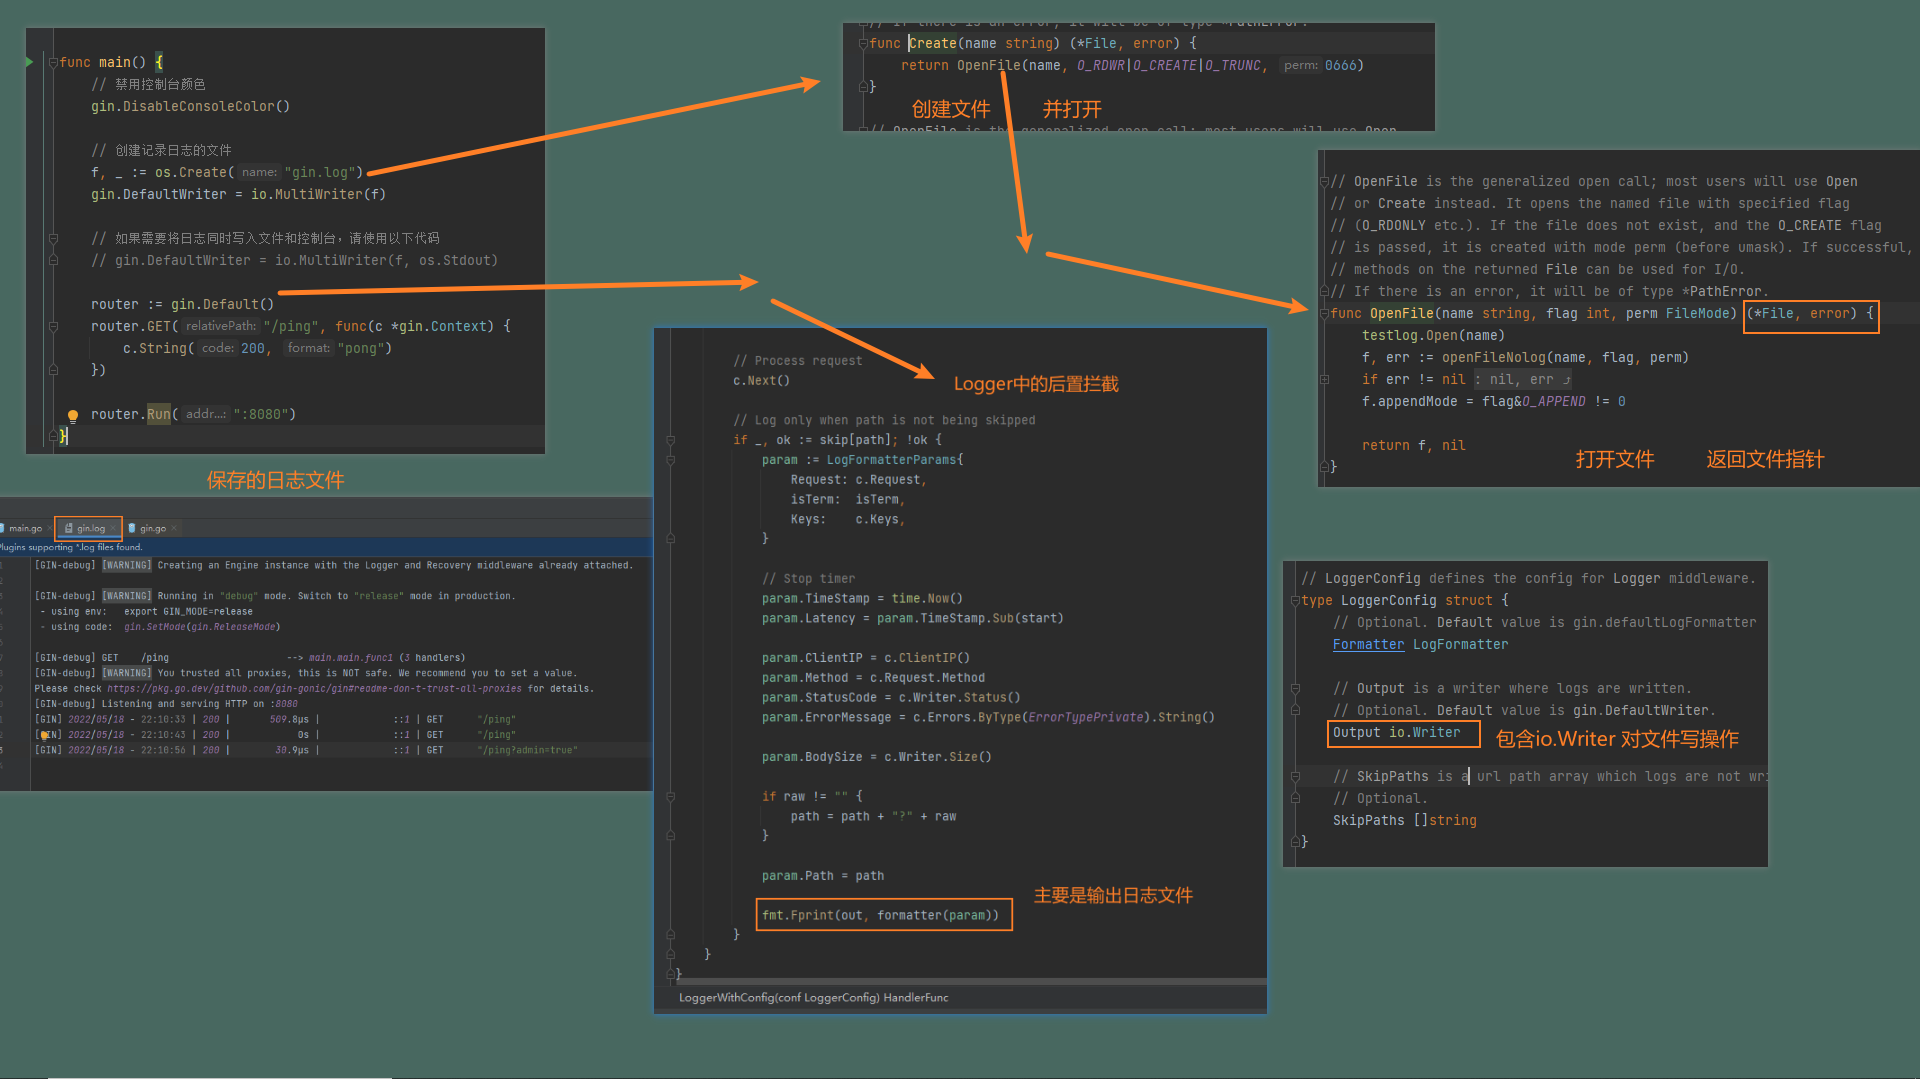 func main() {
// 禁用控制台颜色
gin.DisableConsoleColor()
// 创建记录日志的文件
f, _ := os.Create( name: "gin.log")
gin.DefaultWriter = io.MultiWriter(f)
// 如果需要将日志同时写入文件和控制台，请使用以下代码
// gin.DefaultWriter = io.MultiWriter(f, os.Stdout)
router := gin.Default()
router.GET( relativePath: "/ping", func(c *gin.Context) {
c.String( code: 200, format: "pong")
})
router.Run( addr...: ":8080")
}
保存的日志文件
main.go × gin.log × gin.go ×
Plugins supporting *.log files found.
[GIN-debug] [WARNING] Creating an Engine instance with the Logger and Recovery middleware already attached.
[GIN-debug] [WARNING] Running in "debug" mode. Switch to "release" mode in production.
- using env: export GIN_MODE=release
- using code: gin.SetMode(gin.ReleaseMode)
[GIN-debug] GET /ping --> main.main.func1 (3 handlers)
[GIN-debug] [WARNING] You trusted all proxies, this is NOT safe. We recommend you to set a value.
Please check https://pkg.go.dev/github.com/gin-gonic/gin#readme-don-t-trust-all-proxies for details.
[GIN-debug] Listening and serving HTTP on :8080
[GIN] 2022/05/18 - 22:10:33 | 200 | 509.8µs | ::1 | GET "/ping"
[GIN] 2022/05/18 - 22:10:43 | 200 | 0s | ::1 | GET "/ping"
[GIN] 2022/05/18 - 22:10:56 | 200 | 30.9µs | ::1 | GET "/ping?admin=true"
// If there is an error, it will be of type *PathError.
func Create(name string) (*File, error) {
return OpenFile(name, O_RDWR|O_CREATE|O_TRUNC, perm: 0666)
}
创建文件 并打开
// OpenFile is the generalized open call; most users will use Open
// OpenFile is the generalized open call; most users will use Open
// or Create instead. It opens the named file with specified flag
// (O_RDONLY etc.). If the file does not exist, and the O_CREATE flag
// is passed, it is created with mode perm (before umask). If successful,
// methods on the returned File can be used for I/O.
// If there is an error, it will be of type *PathError.
func OpenFile(name string, flag int, perm FileMode) (*File, error) {
testlog.Open(name)
f, err := openFileNolog(name, flag, perm)
if err != nil : nil, err
f.appendMode = flag&O_APPEND != 0
return f, nil
}
打开文件 返回文件指针
// Process request
c.Next()
Logger中的后置拦截
// Log only when path is not being skipped
if _, ok := skip[path]; !ok {
param := LogFormatterParams{
Request: c.Request,
isTerm: isTerm,
Keys: c.Keys,
}
// Stop timer
param.TimeStamp = time.Now()
param.Latency = param.TimeStamp.Sub(start)
param.ClientIP = c.ClientIP()
param.Method = c.Request.Method
param.StatusCode = c.Writer.Status()
param.ErrorMessage = c.Errors.ByType(ErrorTypePrivate).String()
param.BodySize = c.Writer.Size()
if raw != "" {
path = path + "?" + raw
}
param.Path = path
主要是输出日志文件
fmt.Fprint(out, formatter(param))
}
}
}
LoggerWithConfig(conf LoggerConfig) HandlerFunc
// LoggerConfig defines the config for Logger middleware.
type LoggerConfig struct {
// Optional. Default value is gin.defaultLogFormatter
Formatter LogFormatter
// Output is a writer where logs are written.
// Optional. Default value is gin.DefaultWriter.
Output io.Writer
包含io.Writer 对文件写操作
// SkipPaths is a url path array which logs are not wri
// Optional.
SkipPaths []string
}